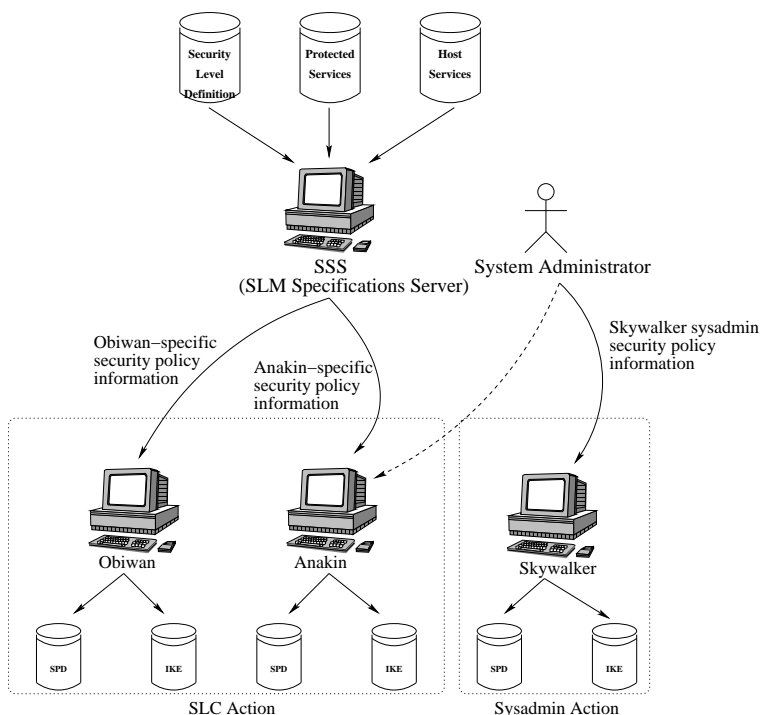 Security
Level
Definition
Protected
Services
Host
Services
SSS
(SLM Specifications Server)
System Administrator
Obiwan−specific
security policy
information
Anakin−specific
security policy
information
Skywalker sysadmin
security policy
information
Obiwan
Anakin
Skywalker
SPD
IKE
SPD
IKE
SPD
IKE
SLC Action
Sysadmin Action